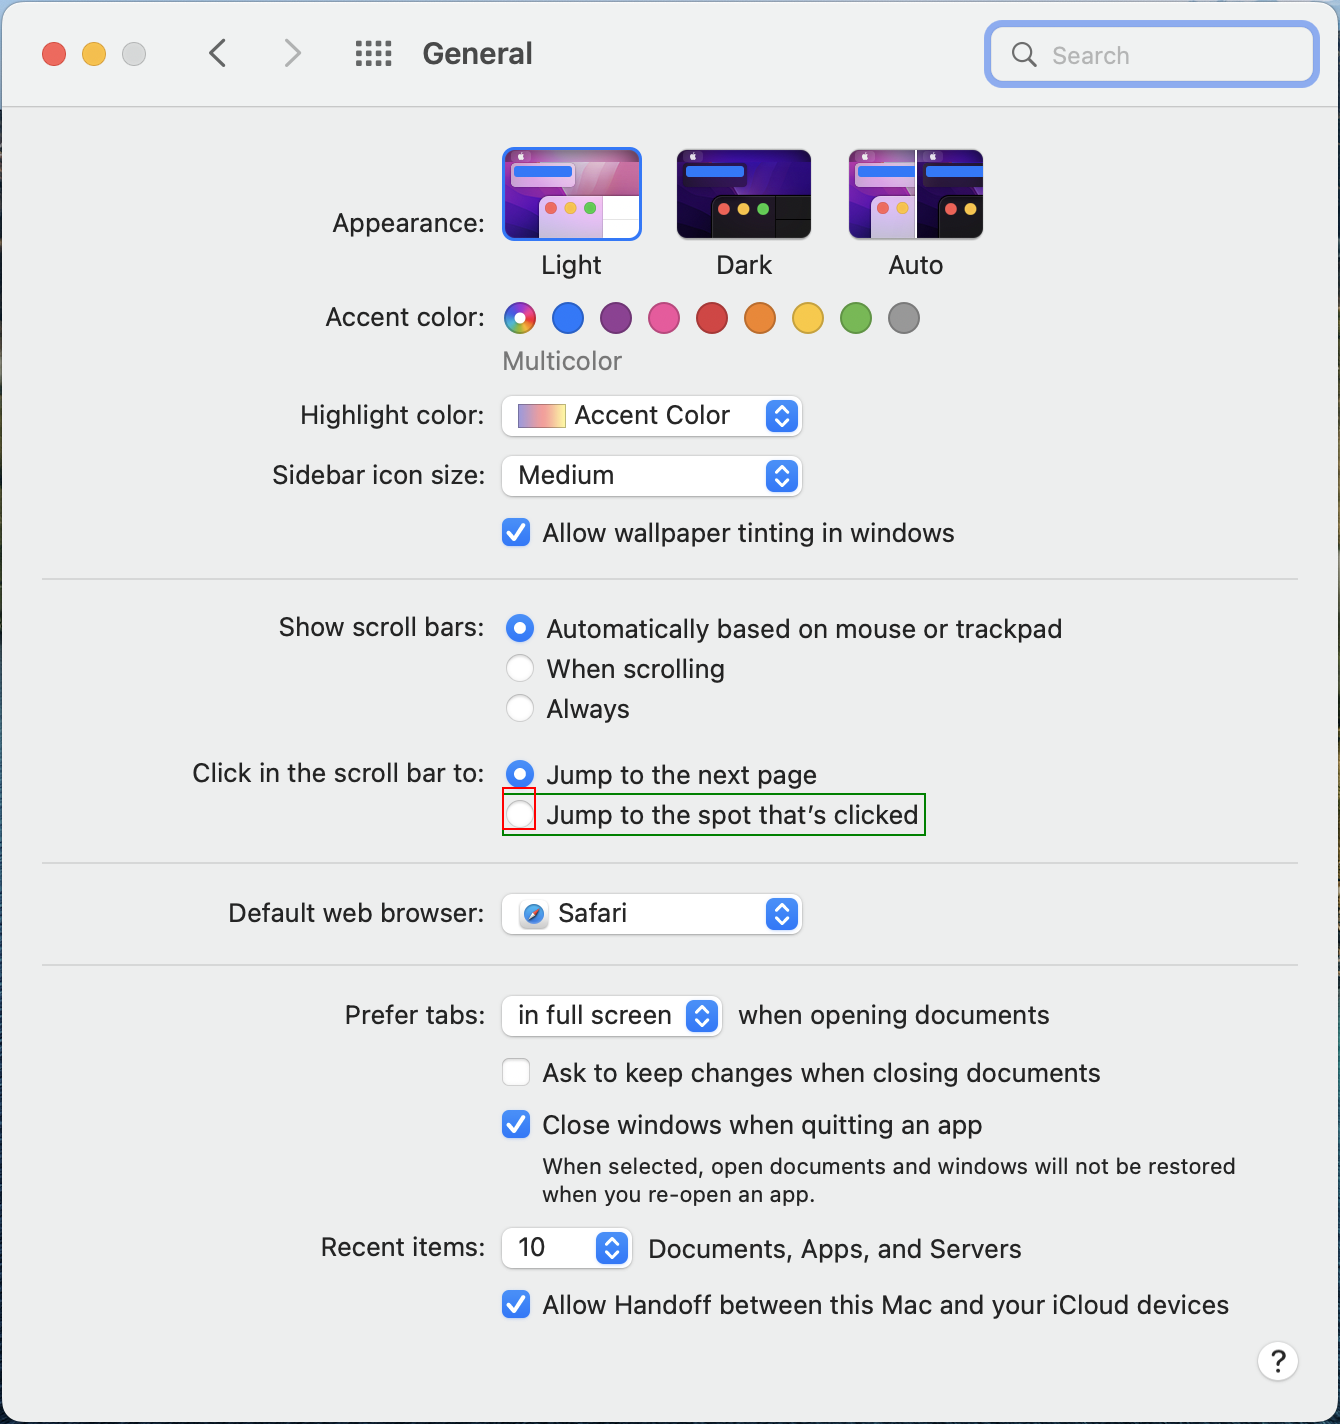 General
Search
Appearance:
Light
Dark
Auto
Accent color:
Multicolor
Highlight color:
Accent Color
Sidebar icon size:
Medium
Allow wallpaper tinting in windows
Show scroll bars:
Automatically based on mouse or trackpad
When scrolling
Always
Click in the scroll bar to:
Jump to the next page
Jump to the spot that’s clicked
Default web browser:
Safari
Prefer tabs:
in full screen
when opening documents
Ask to keep changes when closing documents
Close windows when quitting an app
When selected, open documents and windows will not be restored
when you re-open an app.
Recent items:
10
Documents, Apps, and Servers
Allow Handoff between this Mac and your iCloud devices
?